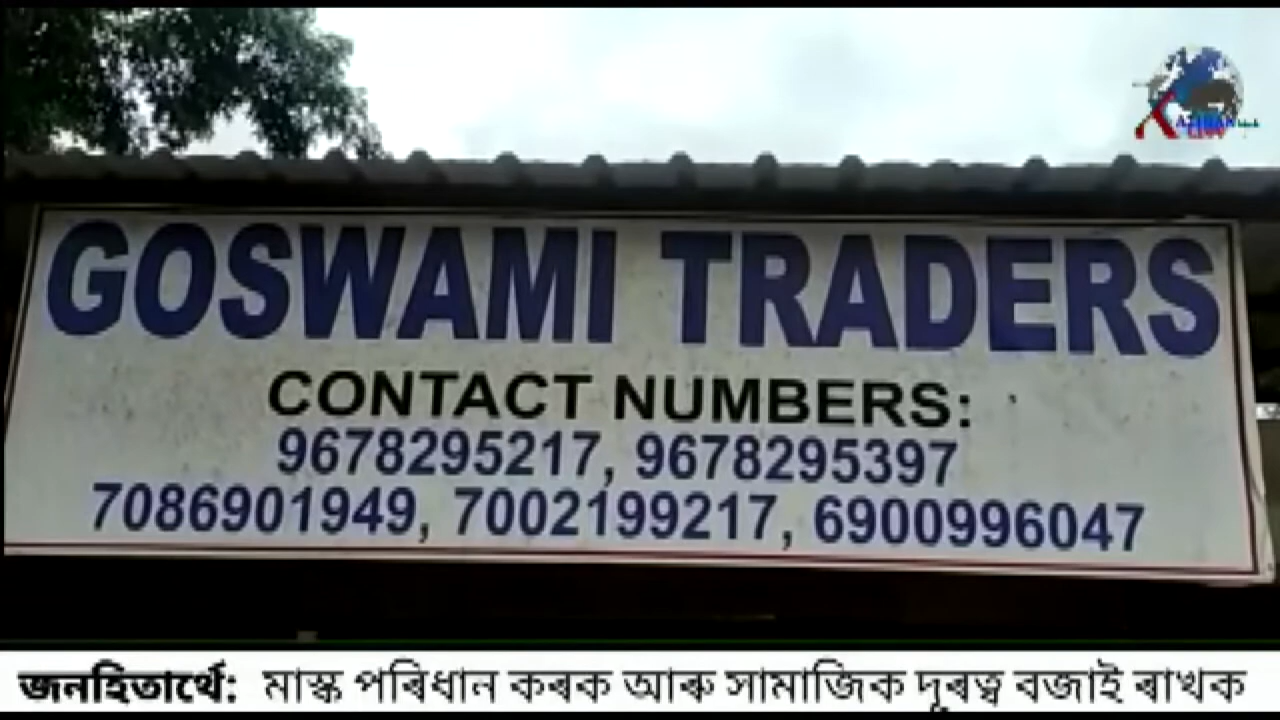 GOSWAMI TRADERS
CONTACT NUMBERS:
9678295217, 9678295397
7086901949, 7002199217, 6900996047
জনহিতাৰ্থে: মাস্ক পৰিধান কৰক আৰু সামাজিক দূৰত্ব বজাই ৰাখক